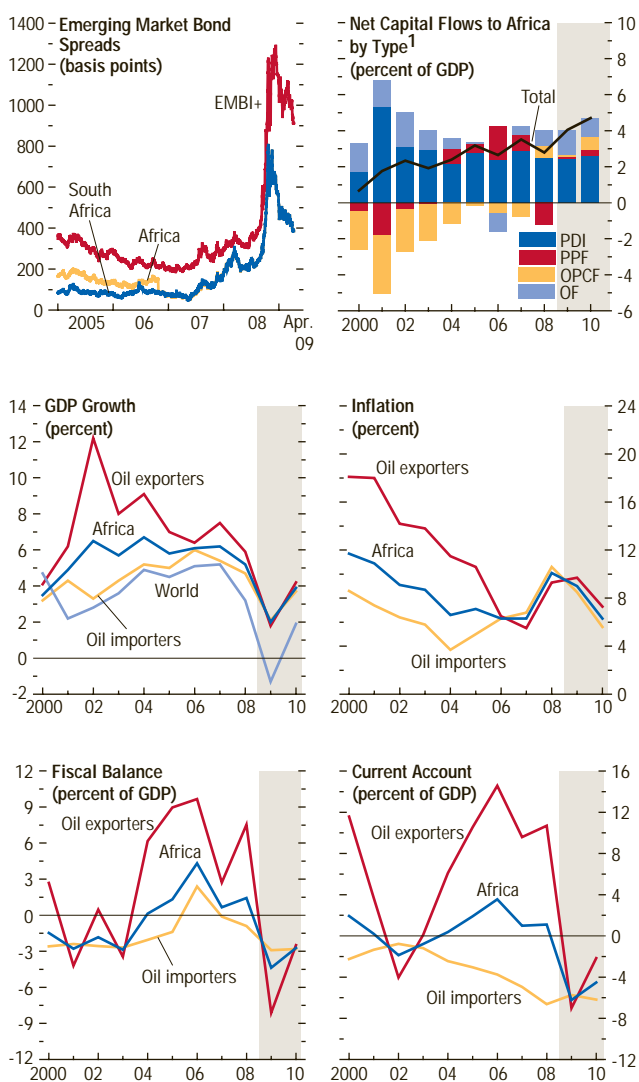 Emerging Market Bond
Spreads
(basis points)
1400
1200
1000
800
600
400
200
0
EMBI+
South
Africa
Africa
2005
06
07
08
Apr.
09
Net Capital Flows to Africa
by Type1
(percent of GDP)
10
8
6
4
2
0
-2
-4
-6
Total
PDI
PPF
OPCF
OF
2000
02
04
06
08
10
GDP Growth
(percent)
14
12
10
8
6
4
2
0
-2
Oil exporters
Africa
World
Oil importers
2000
02
04
06
08
10
Inflation
(percent)
24
20
16
12
8
4
0
Oil exporters
Africa
Oil importers
2000
02
04
06
08
10
Fiscal Balance
(percent of GDP)
12
9
6
3
0
-3
-6
-9
-12
Oil exporters
Africa
Oil importers
2000
02
04
06
08
10
Current Account
(percent of GDP)
16
12
8
4
0
-4
-8
-12
Oil exporters
Africa
Oil importers
2000
02
04
06
08
10